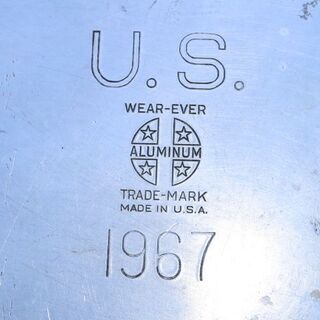 U. S.
WEAR-EVER
ALUMINUM
TRADE-MARK
MADE IN U.S.A.
1967